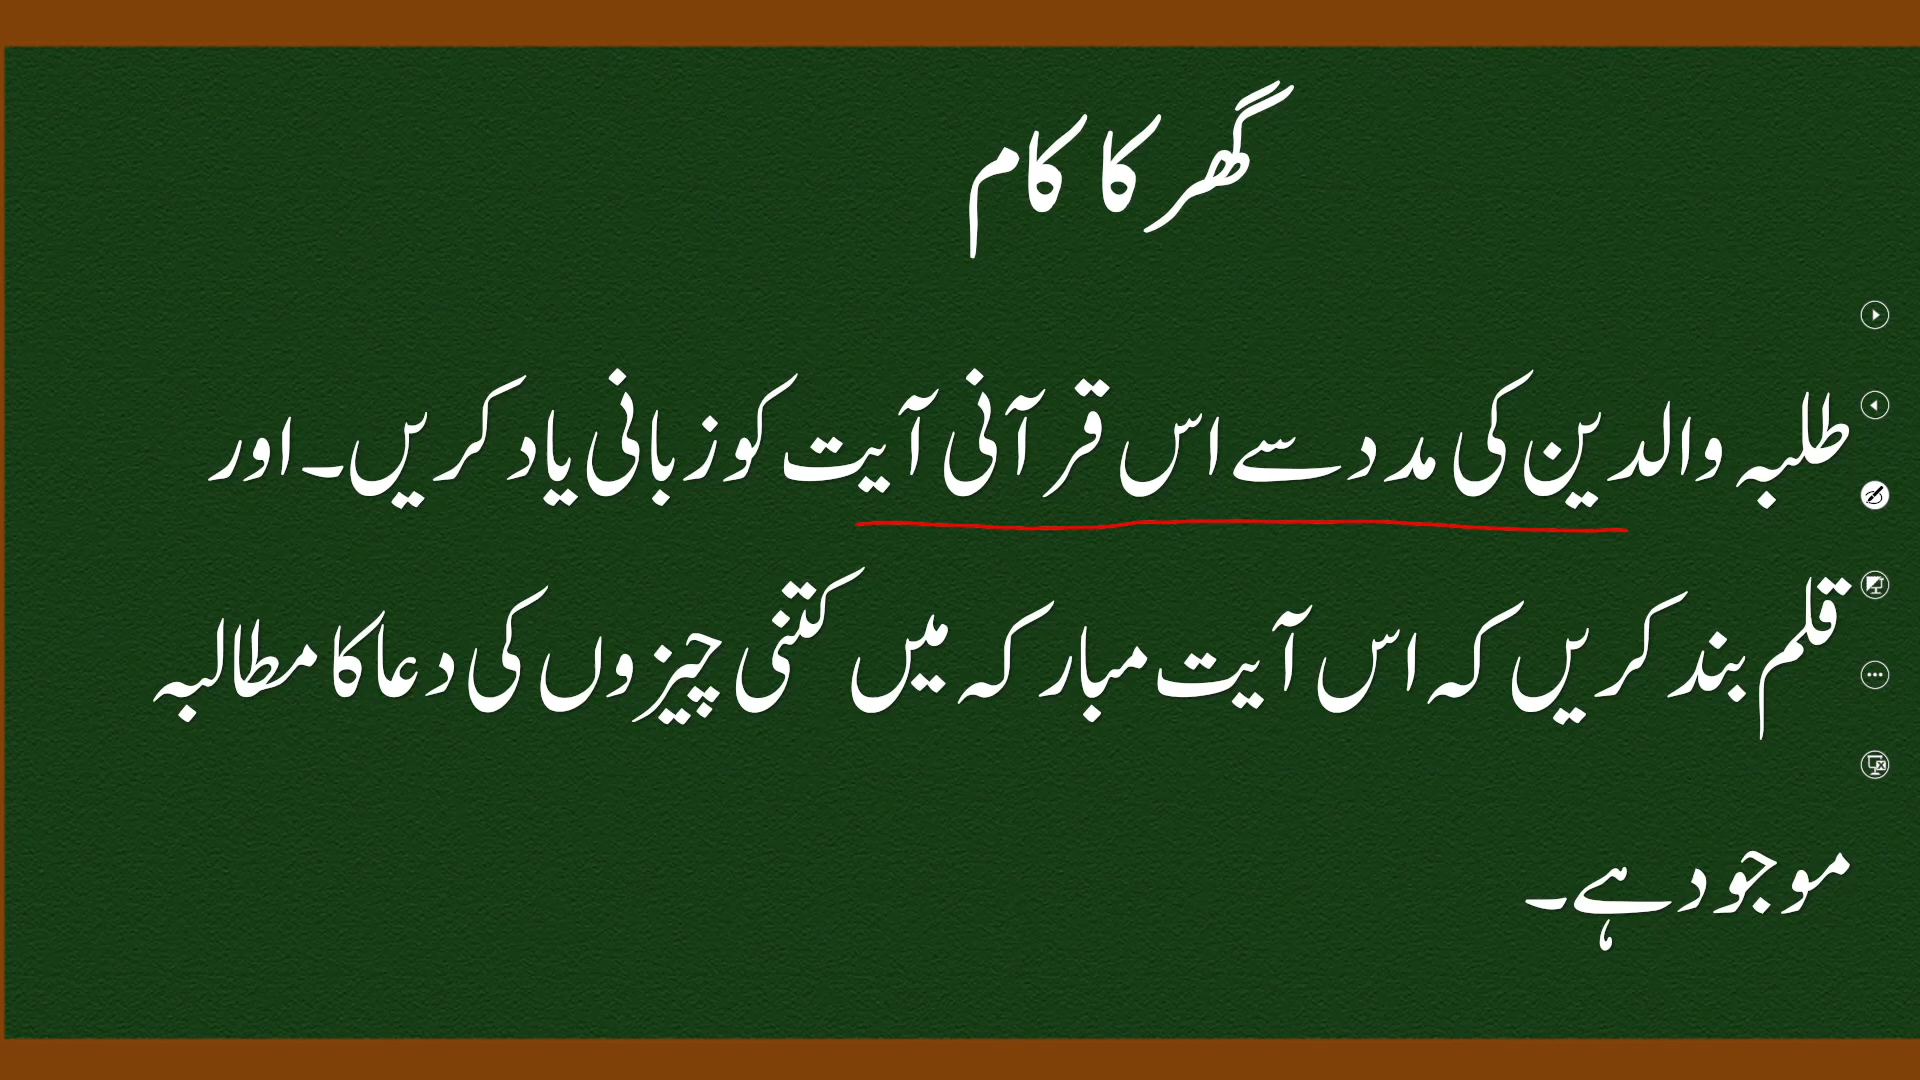 گھر کا کام
طلبہ والدین کی مدد سے اس قرآنی آیت کو زبانی یاد کریں۔ اور
قلم بند کریں کہ اس آیت مبارکہ میں کتنی چیزوں کی دعا کا مطالبہ
موجود ہے۔